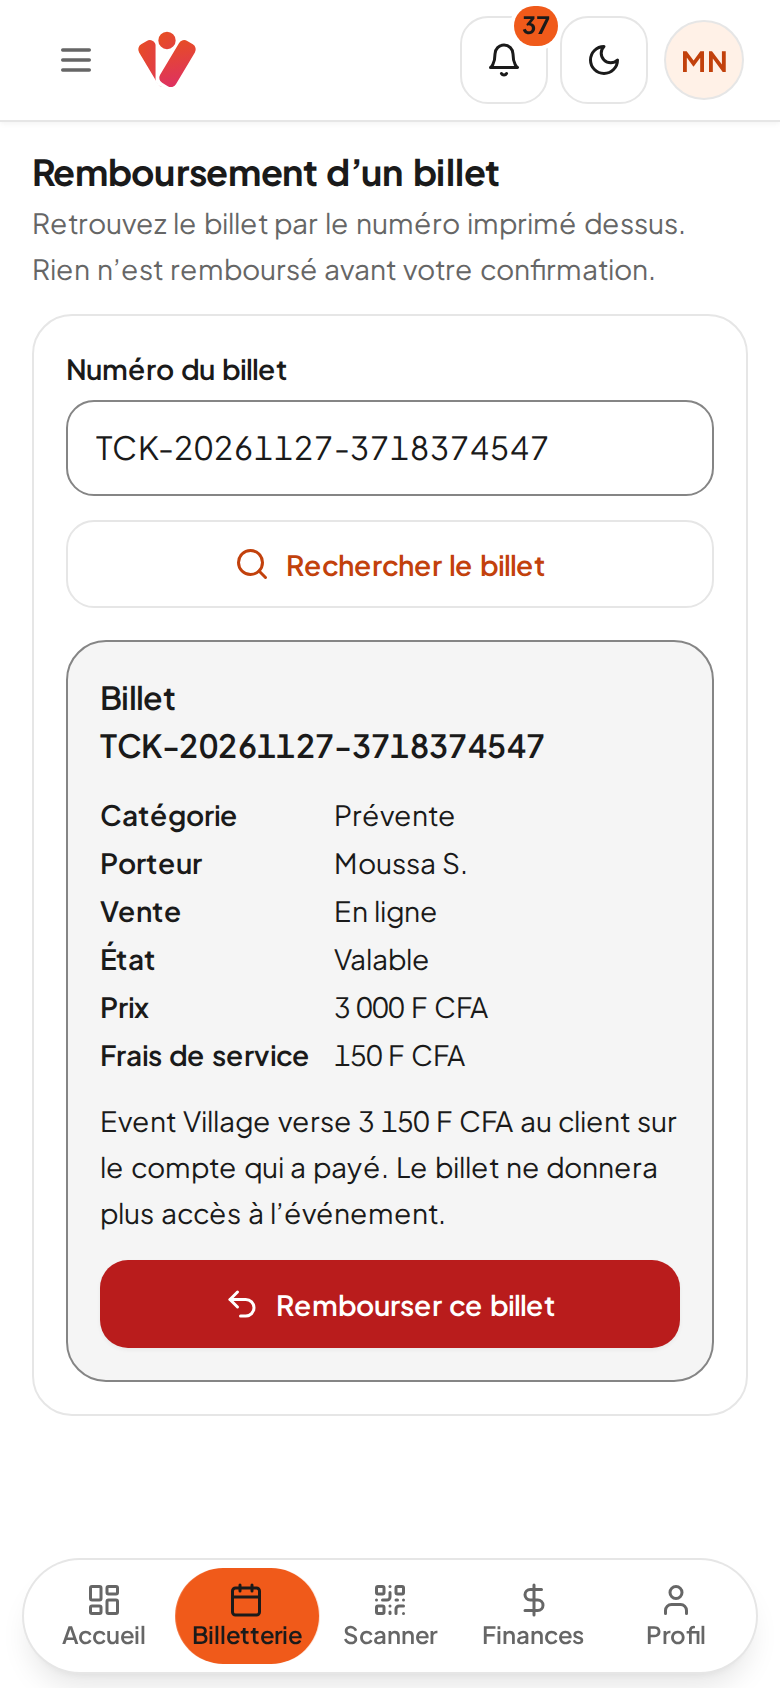 37
MN
Remboursement d’un billet
Retrouvez le billet par le numéro imprimé dessus.
Rien n’est remboursé avant votre confirmation.
Numéro du billet
TCK-20261127-3718374547
Rechercher le billet
Billet
TCK-20261127-3718374547
Catégorie Prévente
Porteur Moussa S.
Vente En ligne
État Valable
Prix 3 000 F CFA
Frais de service 150 F CFA
Event Village verse 3 150 F CFA au client sur
le compte qui a payé. Le billet ne donnera
plus accès à l’événement.
Rembourser ce billet
Accueil Billetterie Scanner Finances Profil